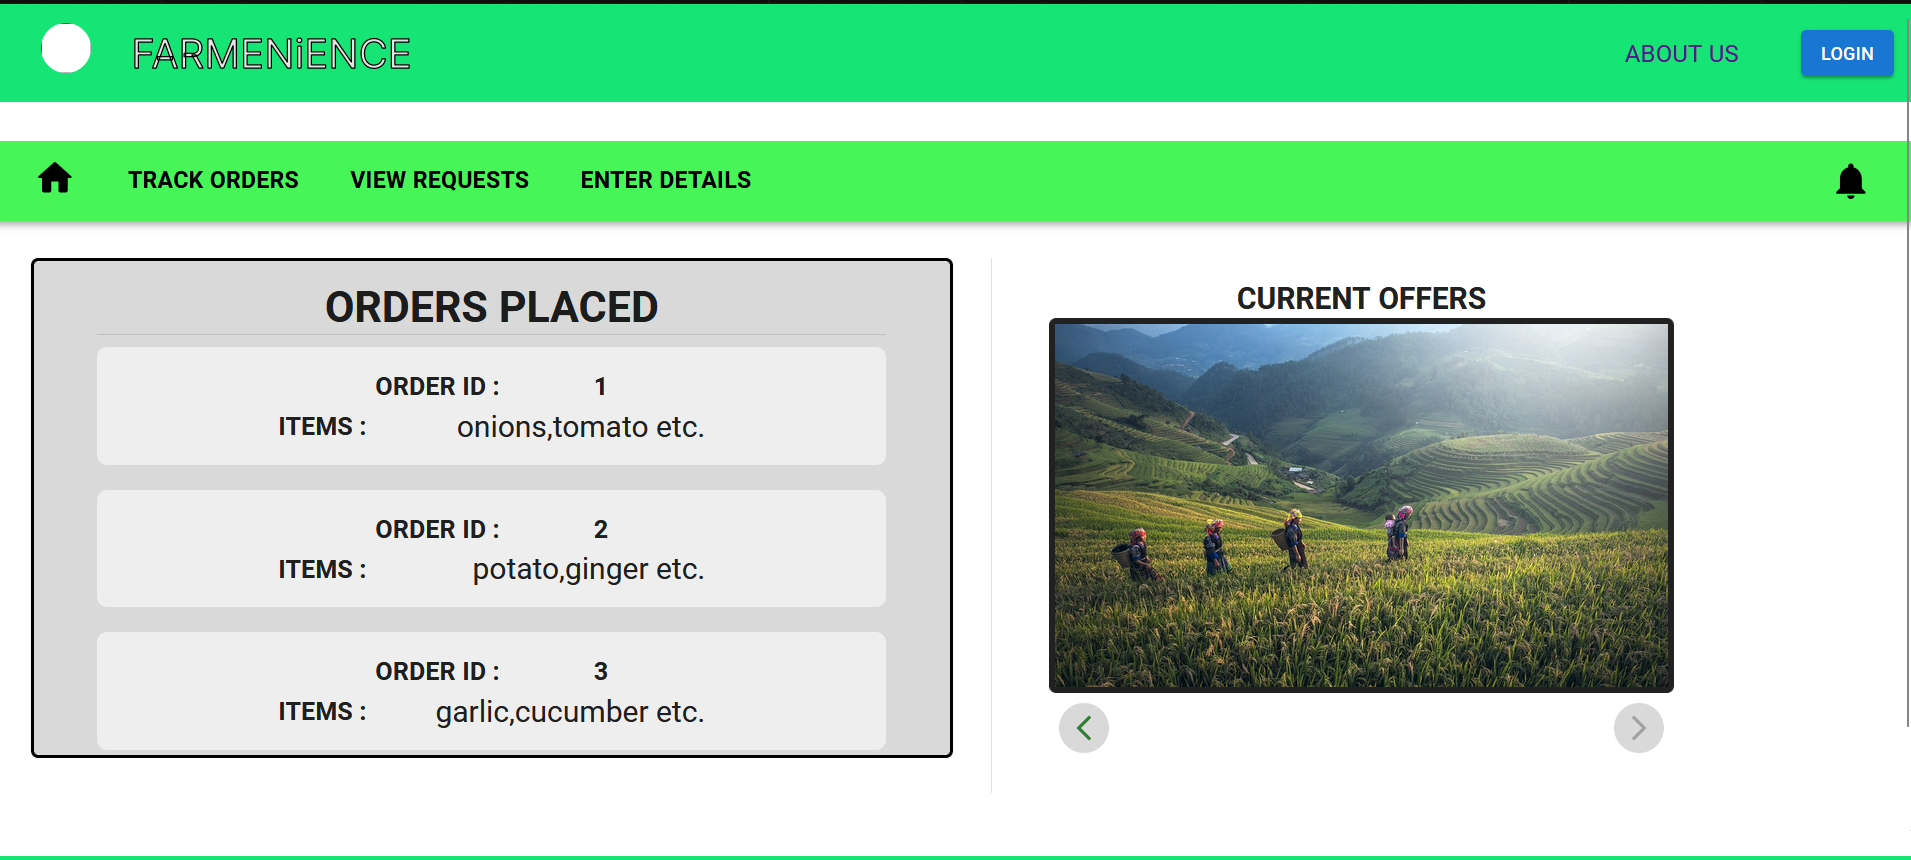 FARMENiENCE
ABOUT US
LOGIN
TRACK ORDERS
VIEW REQUESTS
ENTER DETAILS
ORDERS PLACED
ORDER ID : 1
ITEMS : onions,tomato etc.
ORDER ID : 2
ITEMS : potato,ginger etc.
ORDER ID : 3
ITEMS : garlic,cucumber etc.
CURRENT OFFERS